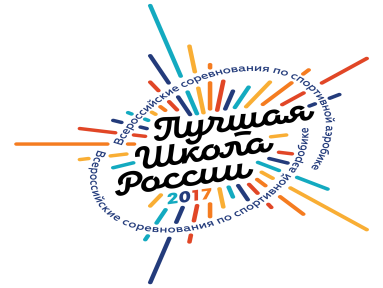 Всероссийские соревнования по спортивной аэробике
Лучшая
Школа
России
2017
Всероссийские соревнования по спортивной аэробике